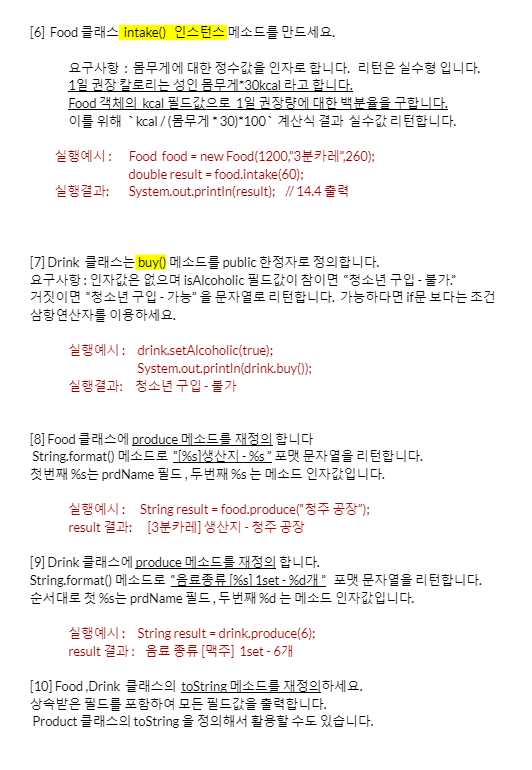 [6] Food 클래스 intake() 인스턴스 메소드를 만드세요.
요구사항 : 몸무게에 대한 정수값을 인자로 합니다. 리턴은 실수형 입니다.
1일 권장 칼로리는 성인 몸무게*30kcal 라고 합니다.
Food 객체의 kcal 필드값으로 1일 권장량에 대한 백분율을 구합니다.
이를 위해 `kcal / (몸무게 * 30)*100` 계산식 결과 실수값 리턴합니다.
실행예시 : Food food = new Food(1200,"3분카레",260);
double result = food.intake(60);
실행결과: System.out.println(result); // 14.4 출력
[7] Drink 클래스는 buy() 메소드를 public 한정자로 정의합니다.
요구사항 : 인자값은 없으며 isAlcoholic 필드값이 참이면 "청소년 구입 - 불가."
거짓이면 "청소년 구입 - 가능" 을 문자열로 리턴합니다. 가능하다면 if문 보다는 조건
삼항연산자를 이용하세요.
실행예시 : drink.setAlcoholic(true);
System.out.println(drink.buy());
실행결과: 청소년 구입 - 불가
[8] Food 클래스에 produce 메소드를 재정의 합니다
String.format() 메소드로 "[%s]생산지 - %s " 포맷 문자열을 리턴합니다.
첫번째 %s는 prdName 필드 , 두번째 %s 는 메소드 인자값입니다.
실행예시 : String result = food.produce("청주 공장");
result 결과: [3분카레] 생산지 - 청주 공장
[9] Drink 클래스에 produce 메소드를 재정의 합니다.
String.format() 메소드로 "음료종류 [%s] 1set - %d개 " 포맷 문자열을 리턴합니다.
순서대로 첫 %s는 prdName 필드 , 두번째 %d 는 메소드 인자값입니다.
실행예시 : String result = drink.produce(6);
result 결과 : 음료 종류 [맥주] 1set - 6개
[10] Food ,Drink 클래스의 toString 메소드를 재정의하세요.
상속받은 필드를 포함하여 모든 필드값을 출력합니다.
Product 클래스의 toString 을 정의해서 활용할 수도 있습니다.